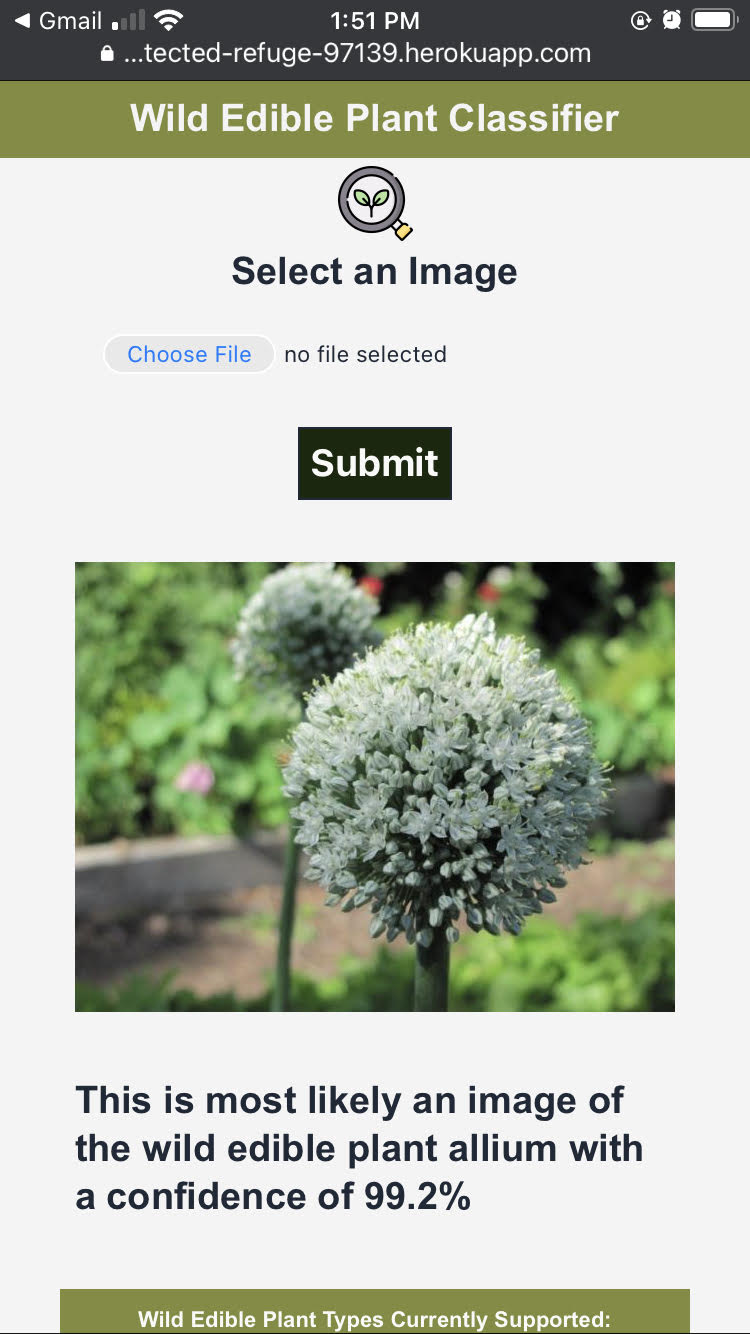 Gmail 1:51 PM
...tected-refuge-97139.herokuapp.com
Wild Edible Plant Classifier
Select an Image
Choose File no file selected
Submit
This is most likely an image of
the wild edible plant allium with
a confidence of 99.2%
Wild Edible Plant Types Currently Supported: